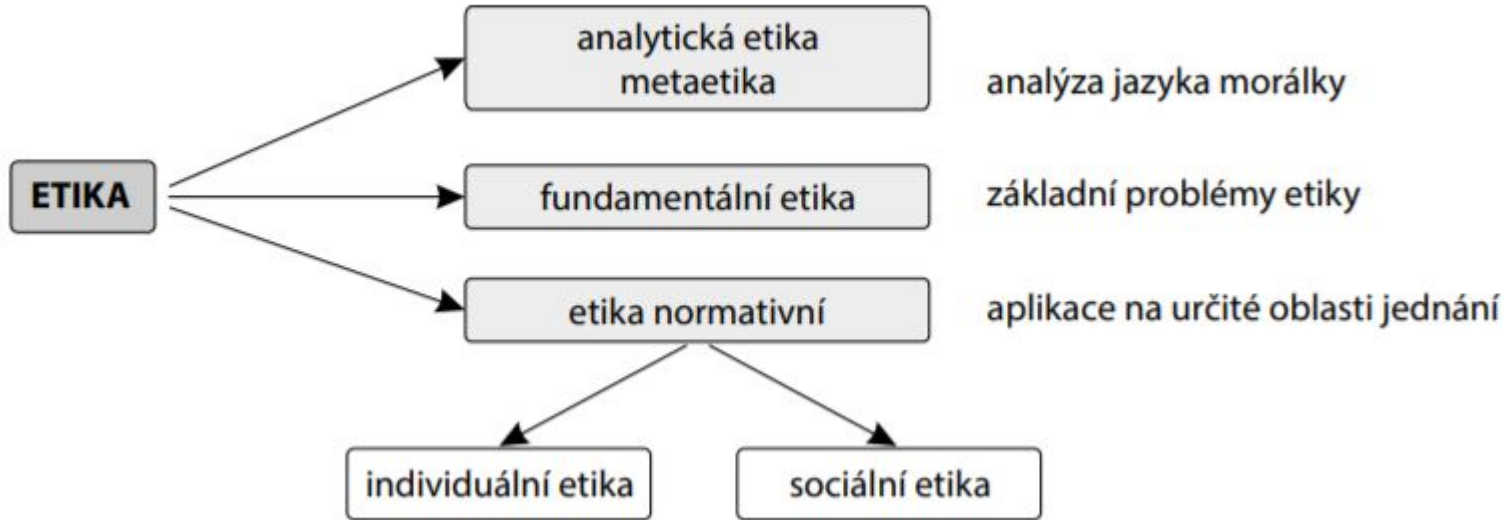 analytická etika
metaetika
analýza jazyka morálky
ETIKA
fundamentální etika
základní problémy etiky
etika normativní
aplikace na určité oblasti jednání
individuální etika
sociální etika